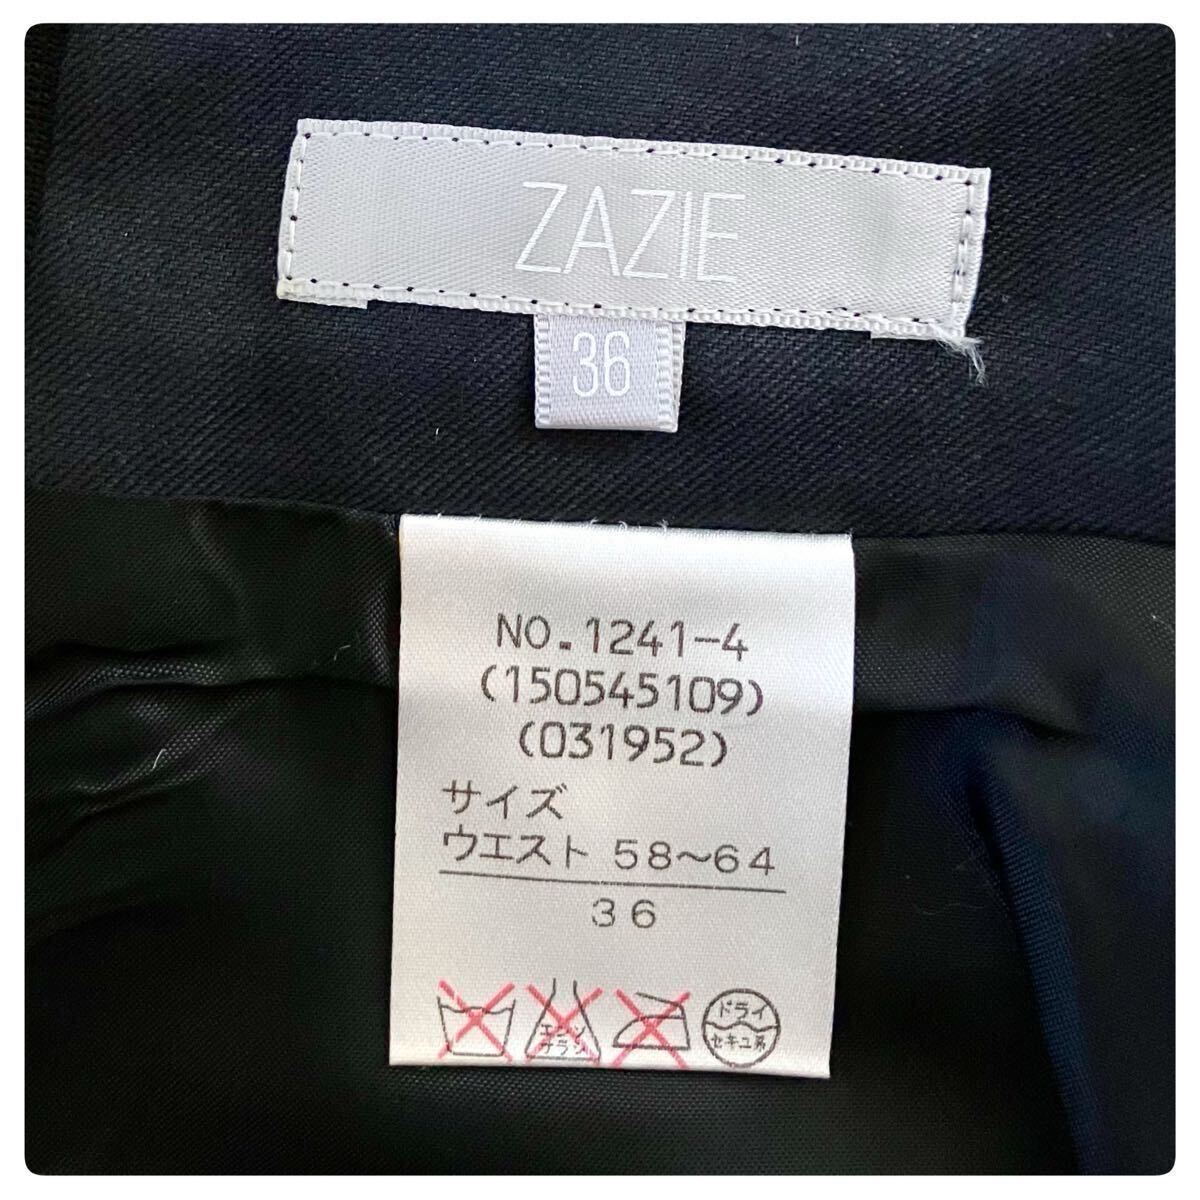 ZAZIE
36
NO.1241-4
(150545109)
(031952)
サイズ
ウエスト 58～64
36
エンソ
サラシ
ドライ
セキユ系